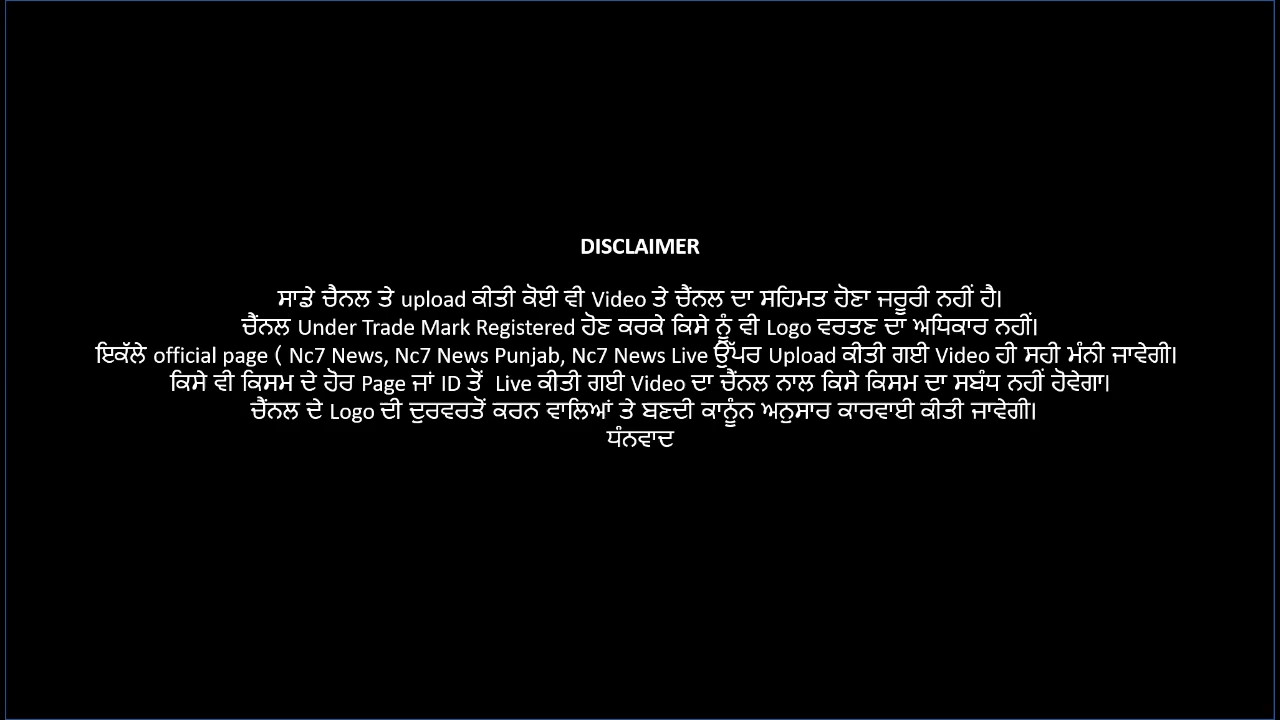 DISCLAIMER
ਸਾਡੇ ਚੈਨਲ ਤੇ upload ਕੀਤੀ ਕੋਈ ਵੀ Video ਤੇ ਚੈਂਨਲ ਦਾ ਸਹਿਮਤ ਹੋਣਾ ਜਰੂਰੀ ਨਹੀਂ ਹੈ।
ਚੈਂਨਲ Under Trade Mark Registered ਹੋਣ ਕਰਕੇ ਕਿਸੇ ਨੂੰ ਵੀ Logo ਵਰਤਣ ਦਾ ਅਧਿਕਾਰ ਨਹੀਂ।
ਇਕੱਲੇ official page ( Nc7 News, Nc7 News Punjab, Nc7 News Live ਉੱਪਰ Upload ਕੀਤੀ ਗਈ Video ਹੀ ਸਹੀ ਮੰਨੀ ਜਾਵੇਗੀ।
ਕਿਸੇ ਵੀ ਕਿਸਮ ਦੇ ਹੋਰ Page ਜਾਂ ID ਤੋਂ Live ਕੀਤੀ ਗਈ Video ਦਾ ਚੈਂਨਲ ਨਾਲ ਕਿਸੇ ਕਿਸਮ ਦਾ ਸਬੰਧ ਨਹੀਂ ਹੋਵੇਗਾ।
ਚੈਂਨਲ ਦੇ Logo ਦੀ ਦੁਰਵਰਤੋਂ ਕਰਨ ਵਾਲਿਆਂ ਤੇ ਬਣਦੀ ਕਾਨੂੰਨ ਅਨੁਸਾਰ ਕਾਰਵਾਈ ਕੀਤੀ ਜਾਵੇਗੀ।
ਧੰਨਵਾਦ